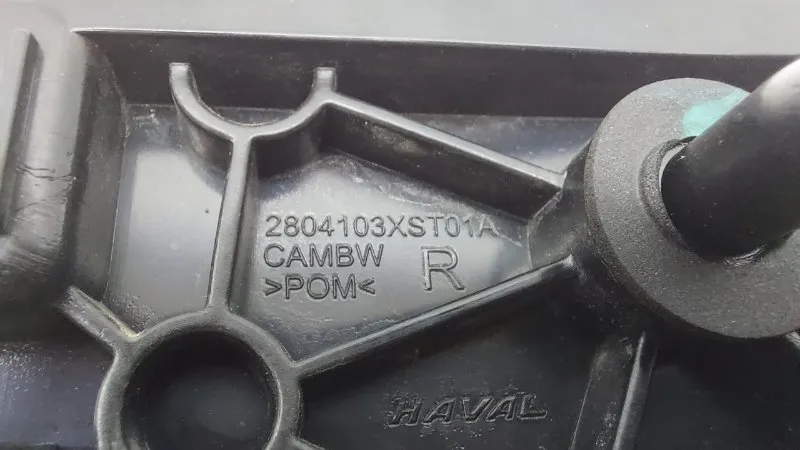 2804103XST01A
CAMBW
>POM<
R
HAVAL